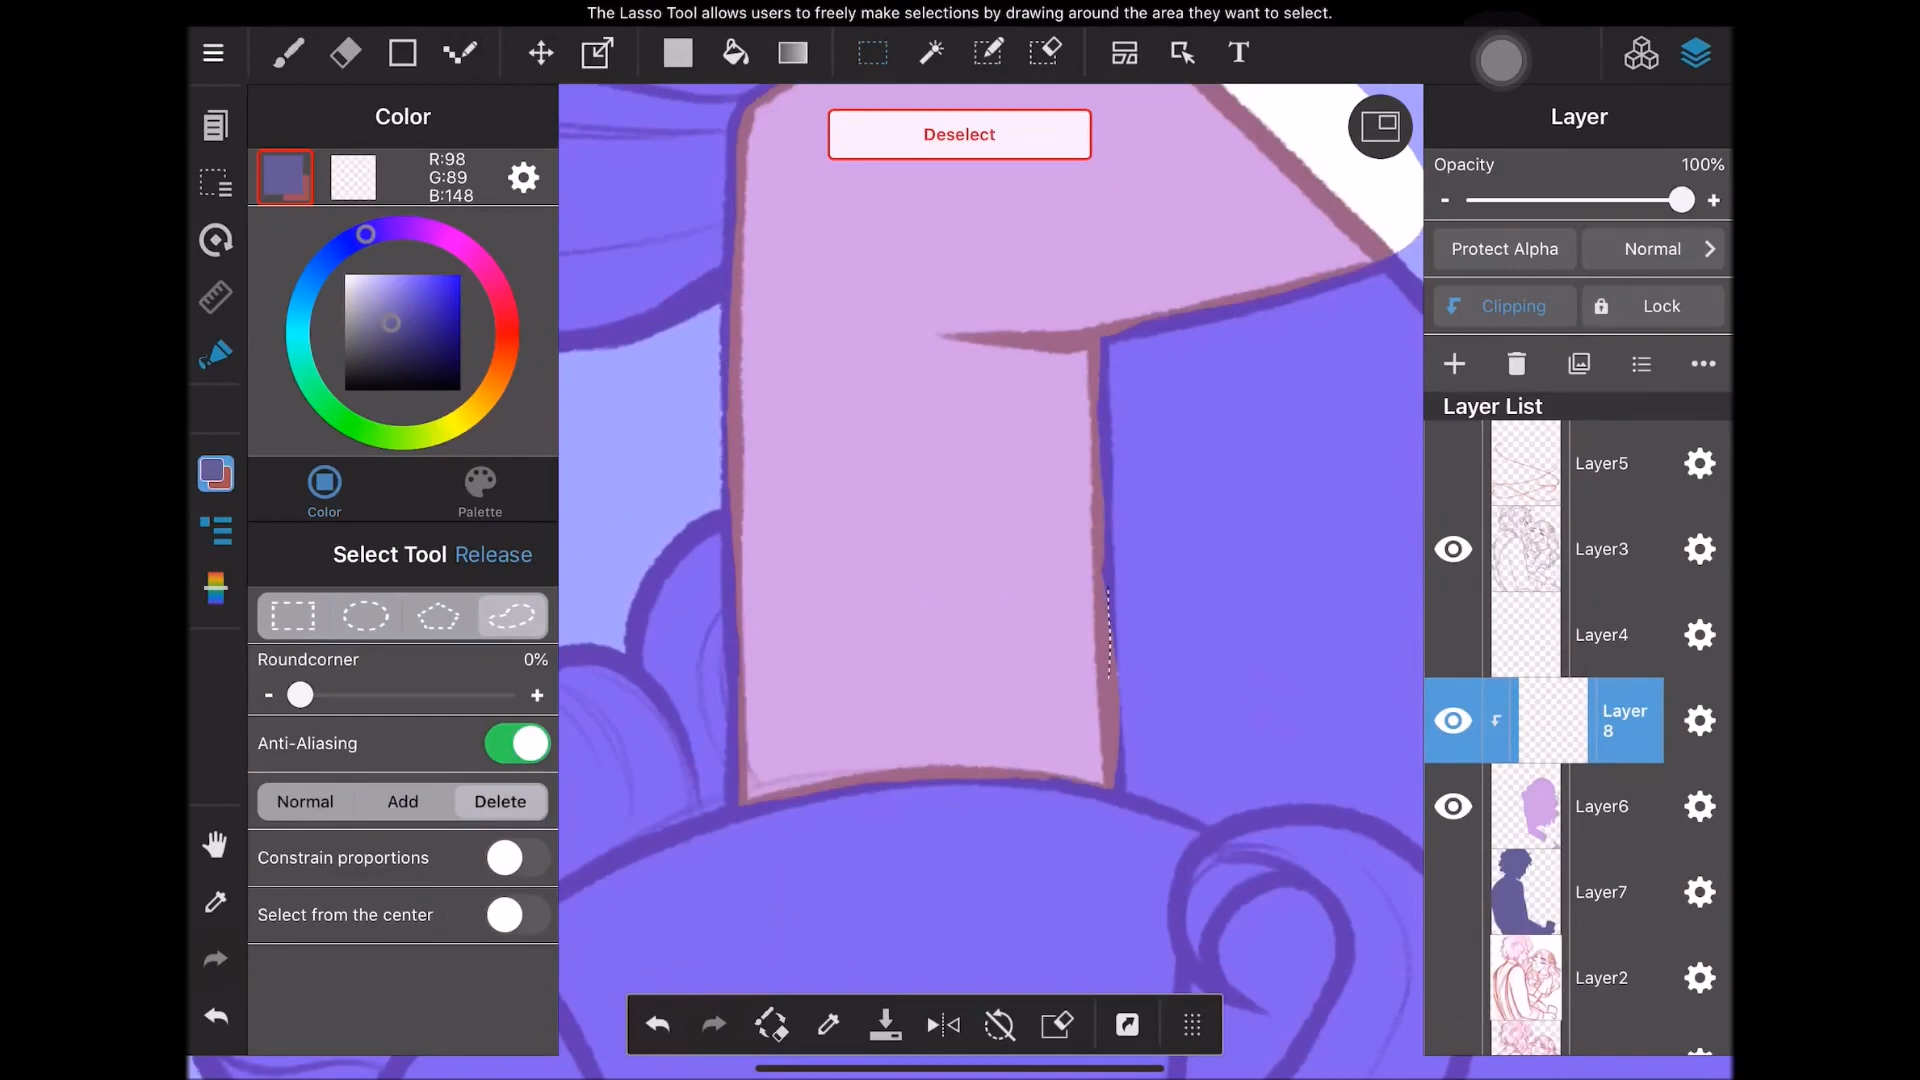 The Lasso Tool allows users to freely make selections by drawing around the area they want to select.
T
Color
R:98
G:89
B:148
Color
Palette
Select Tool Release
Roundcorner 0%
- +
Anti-Aliasing
Normal Add Delete
Constrain proportions
Select from the center
Deselect
Layer
Opacity 100%
- +
Protect Alpha Normal
Clipping Lock
Layer List
Layer5
Layer3
Layer4
Layer
8
Layer6
Layer7
Layer2